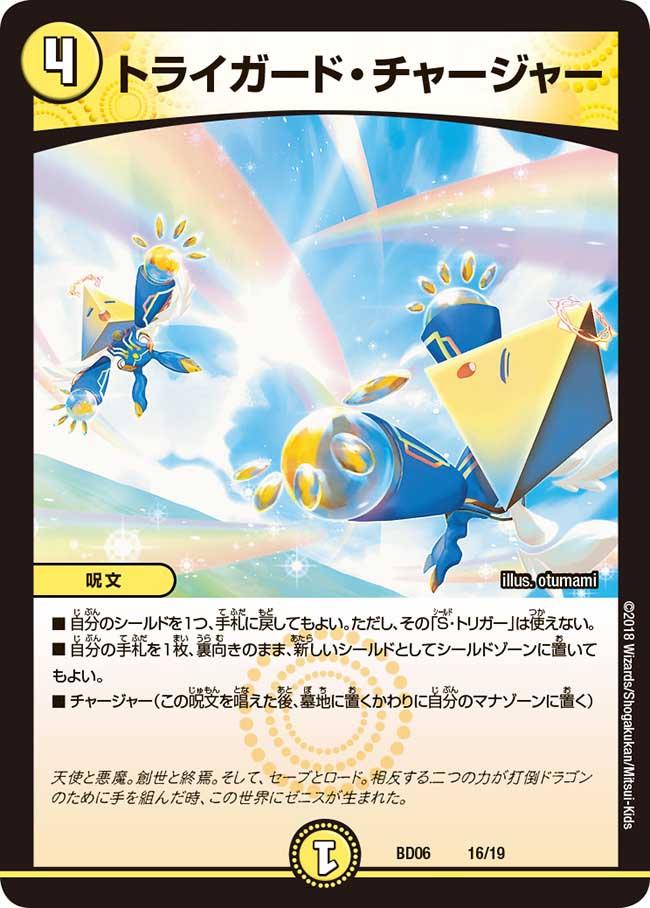 4
トライガード・チャージャー
呪文
illus. otumami
■ 自分のシールドを1つ、手札に戻してもよい。ただし、その「S・トリガー」は使えない。
■ 自分の手札を1枚、裏向きのまま、新しいシールドとしてシールドゾーンに置いて
もよい。
■ チャージャー(この呪文を唱えた後、墓地に置くかわりに自分のマナゾーンに置く)
天使と悪魔。創世と終焉。そして、セーブとロード。相反する二つの力が打倒ドラゴン
のために手を組んだ時、この世界にゼニスが生まれた。
©2018 Wizards/Shogakukan/Mitsui-Kids
1
BD06 16/19